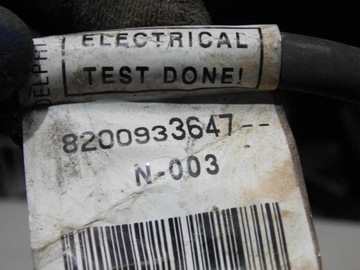 DELPHI
ELECTRICAL
TEST DONE!
8200933647--
N-003